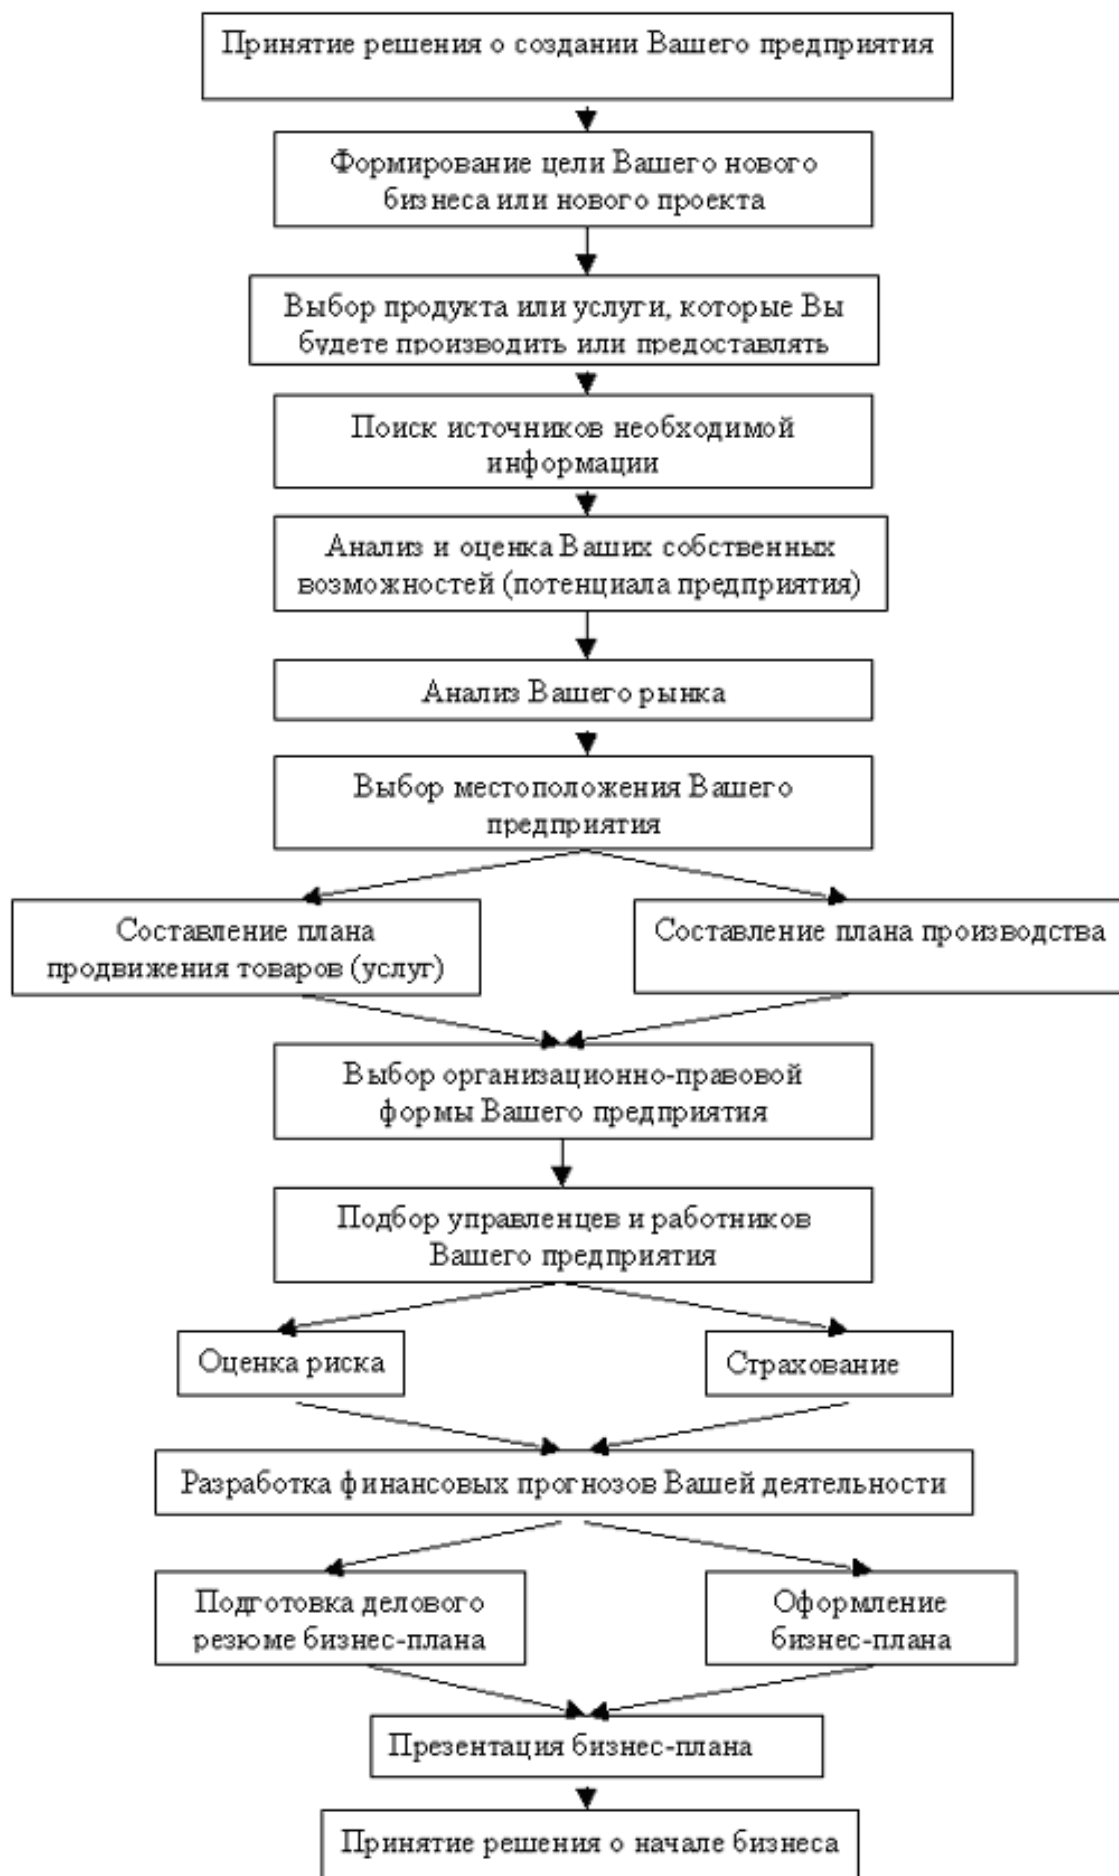 Принятие решения о создании Вашего предприятия
Формирование цели Вашего нового
бизнеса или нового проекта
Выбор продукта или услуги, которые Вы
будете производить или предоставлять
Поиск источников необходимой
информации
Анализ и оценка Ваших собственных
возможностей (потенциала предприятия)
Анализ Вашего рынка
Выбор местоположения Вашего
предприятия
Составление плана
продвижения товаров (услуг)
Составление плана производства
Выбор организационно-правовой
формы Вашего предприятия
Подбор управленцев и работников
Вашего предприятия
Оценка риска
Страхование
Разработка финансовых прогнозов Вашей деятельности
Подготовка делового
резюме бизнес-плана
Оформление
бизнес-плана
Презентация бизнес-плана
Принятие решения о начале бизнеса